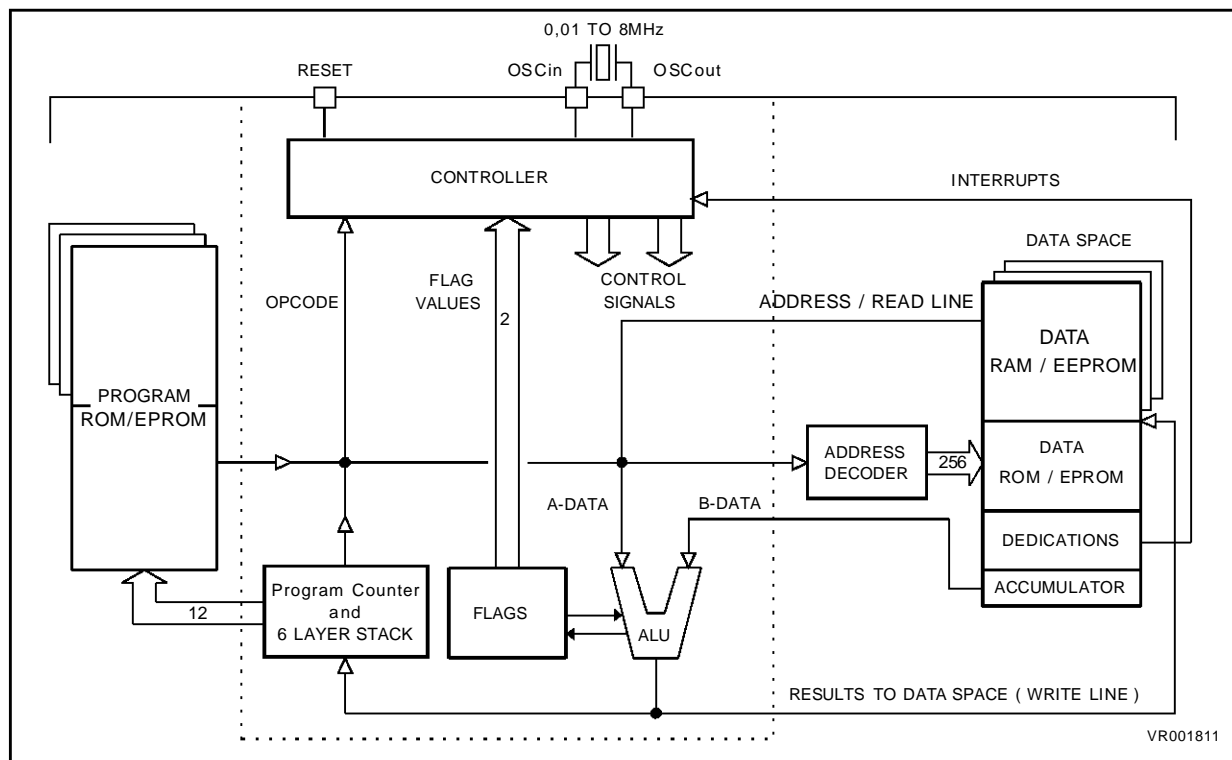 0,01 TO 8MHz
RESET
OSCin
OSCout
CONTROLLER
INTERRUPTS
DATA SPACE
OPCODE
FLAG
VALUES
2
CONTROL
SIGNALS
ADDRESS / READ LINE
PROGRAM
ROM/EPROM
DATA
RAM / EEPROM
ADDRESS
DECODER
256
DATA
ROM / EPROM
A-DATA
B-DATA
DEDICATIONS
ACCUMULATOR
12
Program Counter
and
6 LAYER STACK
FLAGS
ALU
RESULTS TO DATA SPACE ( WRITE LINE )
VR001811